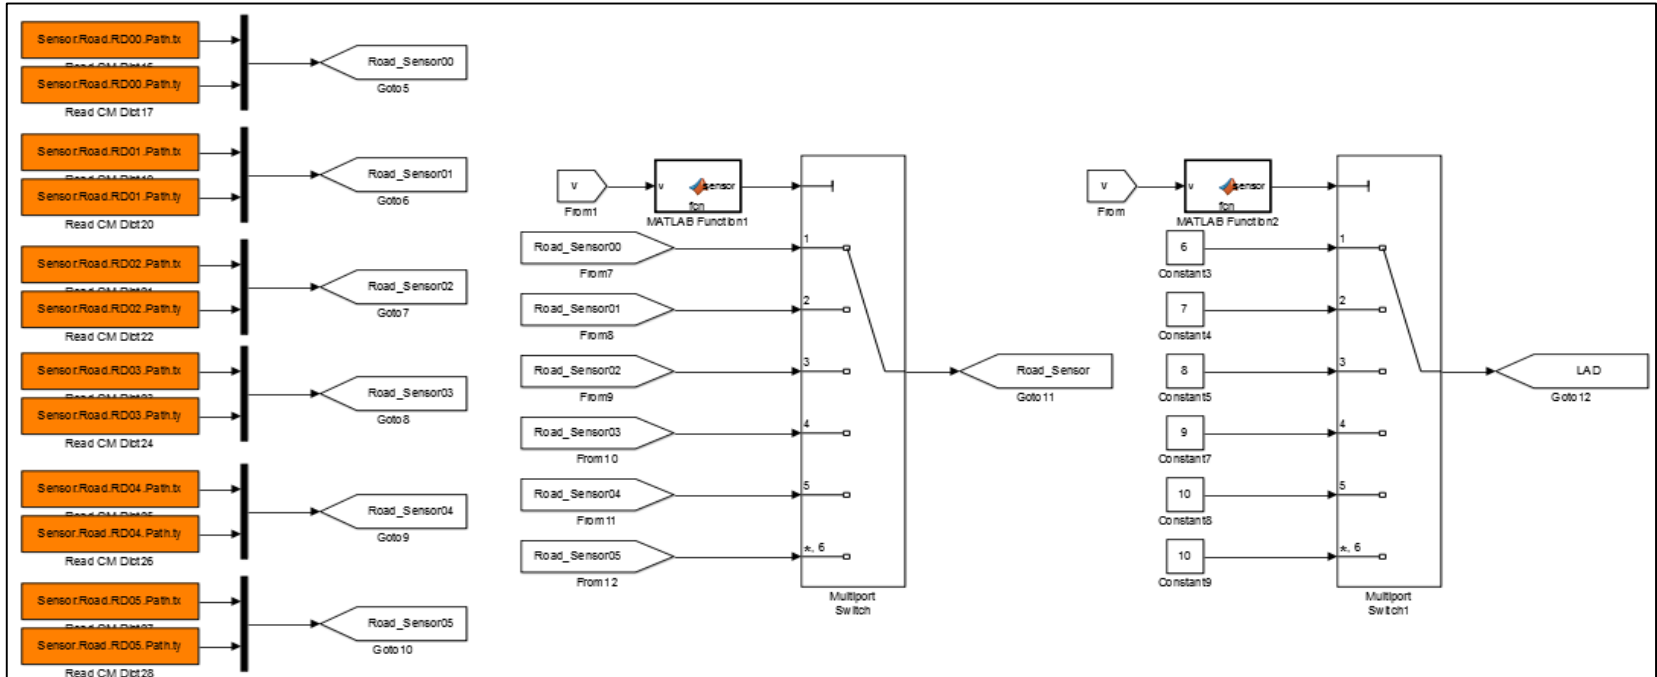 Sensor.Road.RD00.Path.tx
Sensor.Road.RD00.Path.ty
Read CM Dict17
Road_Sensor00
Goto5
Sensor.Road.RD01.Path.tx
Sensor.Road.RD01.Path.ty
Read CM Dict20
Road_Sensor01
Goto6
Sensor.Road.RD02.Path.tx
Sensor.Road.RD02.Path.ty
Read CM Dict22
Road_Sensor02
Goto7
Sensor.Road.RD03.Path.tx
Sensor.Road.RD03.Path.ty
Read CM Dict24
Road_Sensor03
Goto8
Sensor.Road.RD04.Path.tx
Sensor.Road.RD04.Path.ty
Read CM Dict26
Road_Sensor04
Goto9
Sensor.Road.RD05.Path.tx
Sensor.Road.RD05.Path.ty
Read CM Dict28
Road_Sensor05
Goto10
v
From1
v
sensor
fcn
MATLAB Function1
Road_Sensor00
From7
Road_Sensor01
From8
Road_Sensor02
From9
Road_Sensor03
From10
Road_Sensor04
From11
Road_Sensor05
From12
1
2
3
4
5
*, 6
Multiport
Switch
Road_Sensor
Goto11
v
From
v
sensor
fcn
MATLAB Function2
6
Constant3
7
Constant4
8
Constant5
9
Constant7
10
Constant8
10
Constant9
1
2
3
4
5
*, 6
Multiport
Switch1
LAD
Goto12